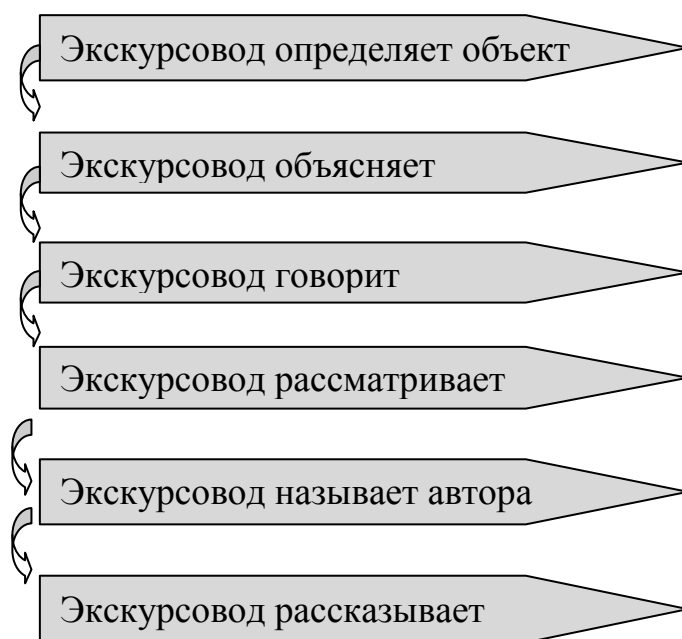 Экскурсовод определяет объект
Экскурсовод объясняет
Экскурсовод говорит
Экскурсовод рассматривает
Экскурсовод называет автора
Экскурсовод рассказывает